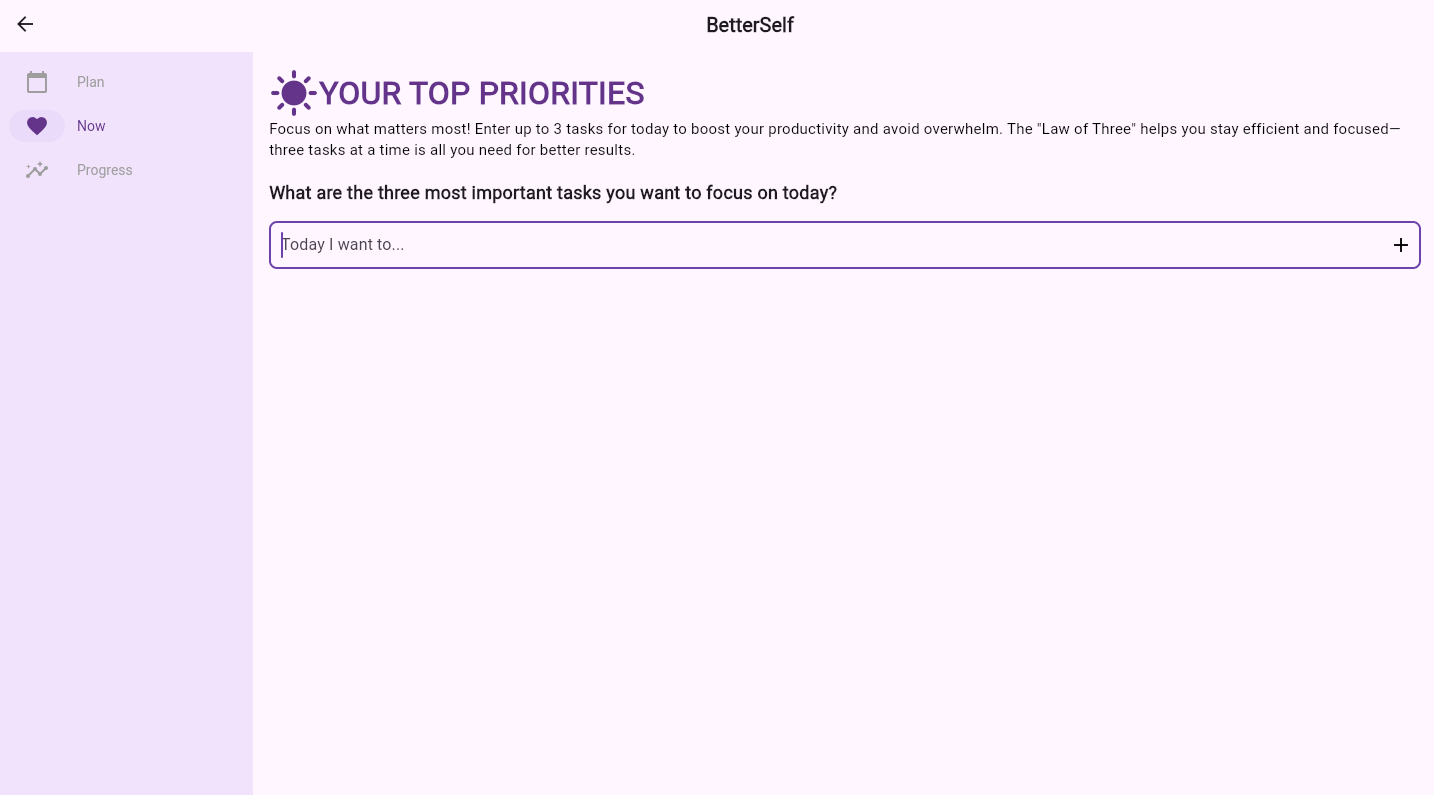 BetterSelf
Plan
Now
Progress
YOUR TOP PRIORITIES
Focus on what matters most! Enter up to 3 tasks for today to boost your productivity and avoid overwhelm. The "Law of Three" helps you stay efficient and focused—
three tasks at a time is all you need for better results.
What are the three most important tasks you want to focus on today?
Today I want to...